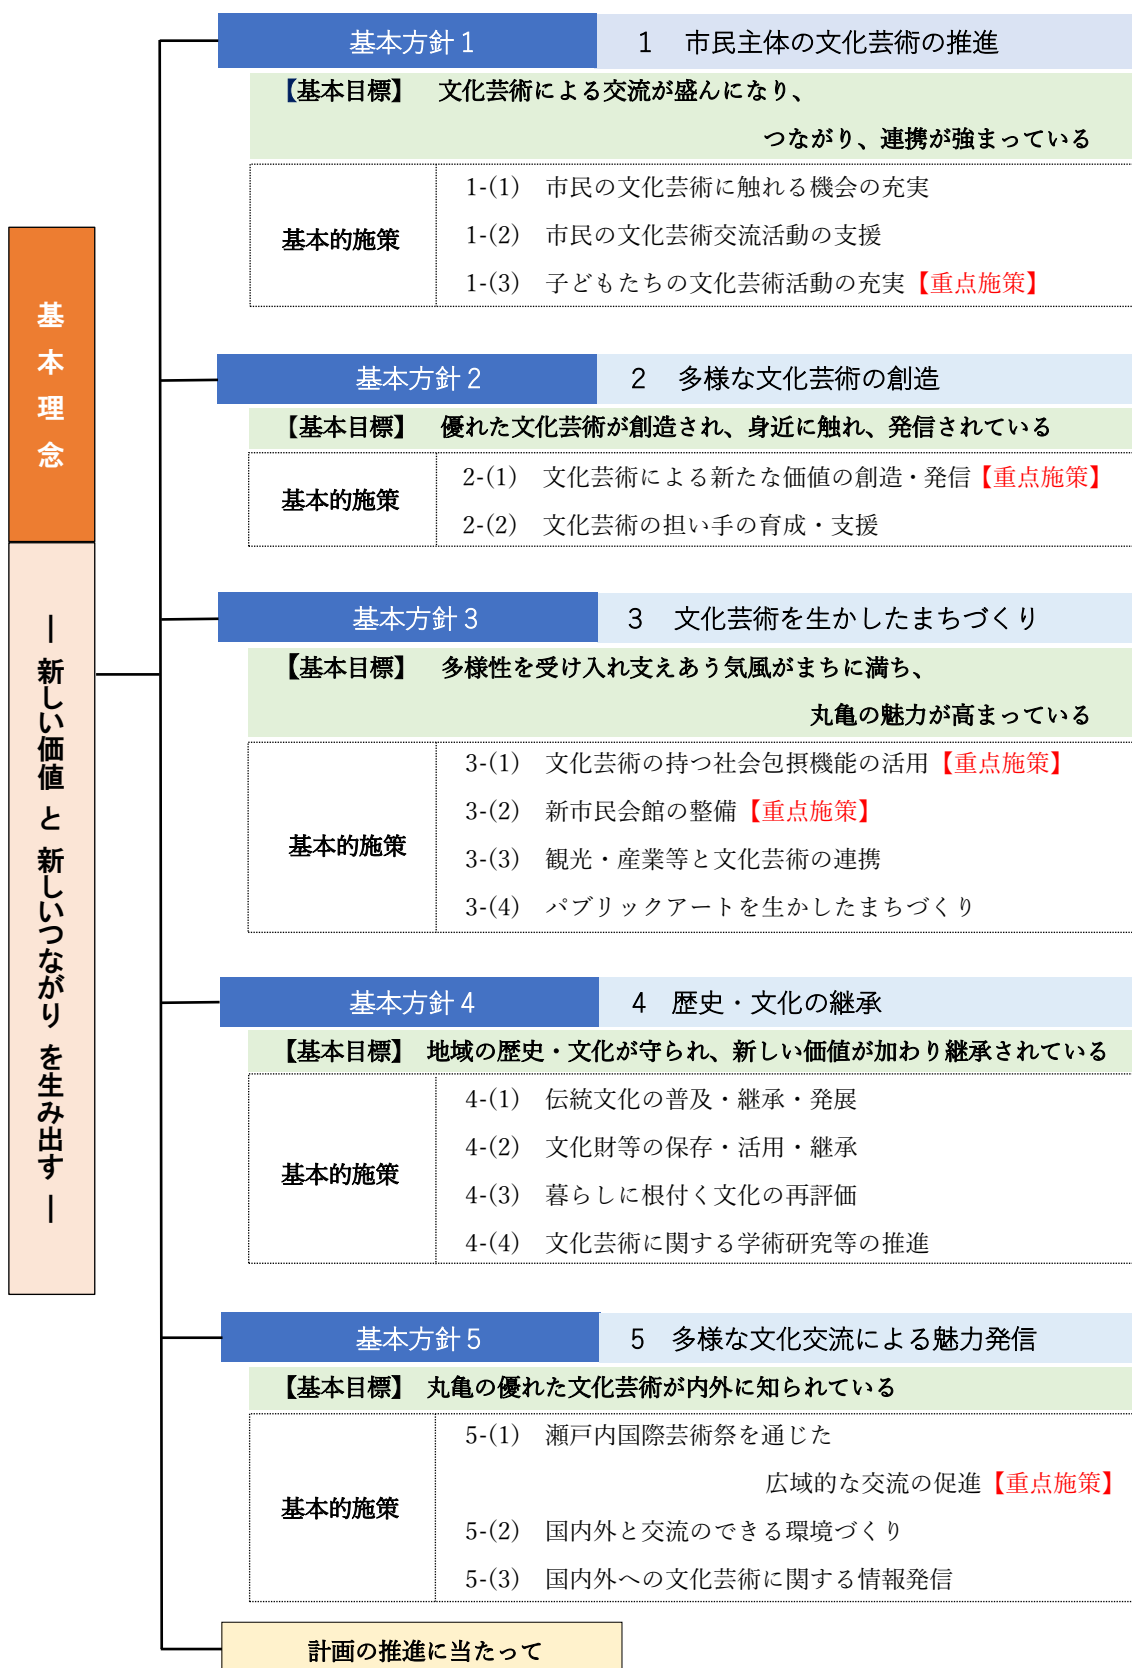 基本理念
― 新しい価値 と 新しいつながり を生み出す ―
基本方針１ １ 市民主体の文化芸術の推進
【基本目標】 文化芸術による交流が盛んになり、
つながり、連携が強まっている
基本的施策
1-(1) 市民の文化芸術に触れる機会の充実
1-(2) 市民の文化芸術交流活動の支援
1-(3) 子どもたちの文化芸術活動の充実【重点施策】
基本方針２ ２ 多様な文化芸術の創造
【基本目標】 優れた文化芸術が創造され、身近に触れ、発信されている
基本的施策
2-(1) 文化芸術による新たな価値の創造・発信【重点施策】
2-(2) 文化芸術の担い手の育成・支援
基本方針３ ３ 文化芸術を生かしたまちづくり
【基本目標】 多様性を受け入れ支えあう気風がまちに満ち、
丸亀の魅力が高まっている
基本的施策
3-(1) 文化芸術の持つ社会包摂機能の活用【重点施策】
3-(2) 新市民会館の整備【重点施策】
3-(3) 観光・産業等と文化芸術の連携
3-(4) パブリックアートを生かしたまちづくり
基本方針４ ４ 歴史・文化の継承
【基本目標】 地域の歴史・文化が守られ、新しい価値が加わり継承されている
基本的施策
4-(1) 伝統文化の普及・継承・発展
4-(2) 文化財等の保存・活用・継承
4-(3) 暮らしに根付く文化の再評価
4-(4) 文化芸術に関する学術研究等の推進
基本方針５ ５ 多様な文化交流による魅力発信
【基本目標】 丸亀の優れた文化芸術が内外に知られている
基本的施策
5-(1) 瀬戸内国際芸術祭を通じた
広域的な交流の促進【重点施策】
5-(2) 国内外と交流のできる環境づくり
5-(3) 国内外への文化芸術に関する情報発信
計画の推進に当たって